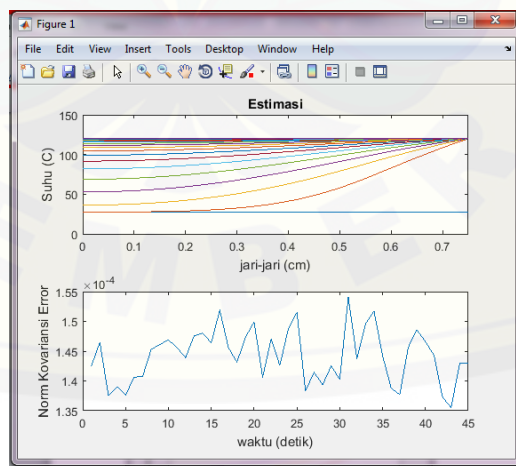 Figure 1
File Edit View Insert Tools Desktop Window Help
Estimasi
150
100
50
0
Suhu (C)
0 0.1 0.2 0.3 0.4 0.5 0.6 0.7
jari-jari (cm)
×10^-4
1.55
1.5
1.45
1.4
1.35
Norm Kovariansi Error
0 5 10 15 20 25 30 35 40 45
waktu (detik)